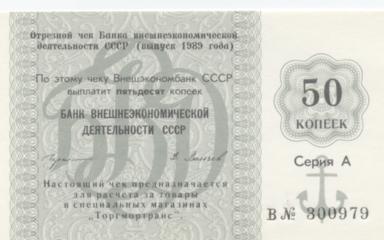 Отрезной чек Банка внешнеэкономической
деятельности СССР (выпуск 1989 года)
По этому чеку Внешэкономбанк СССР
выплатит пятьдесят копеек
БАНК ВНЕШНЕЭКОНОМИЧЕСКОЙ
ДЕЯТЕЛЬНОСТИ СССР
Настоящий чек предназначается
для расчета за товары
в специальных магазинах
„Торгмортранс“
50
КОПЕЕК
Серия А
В № 300979